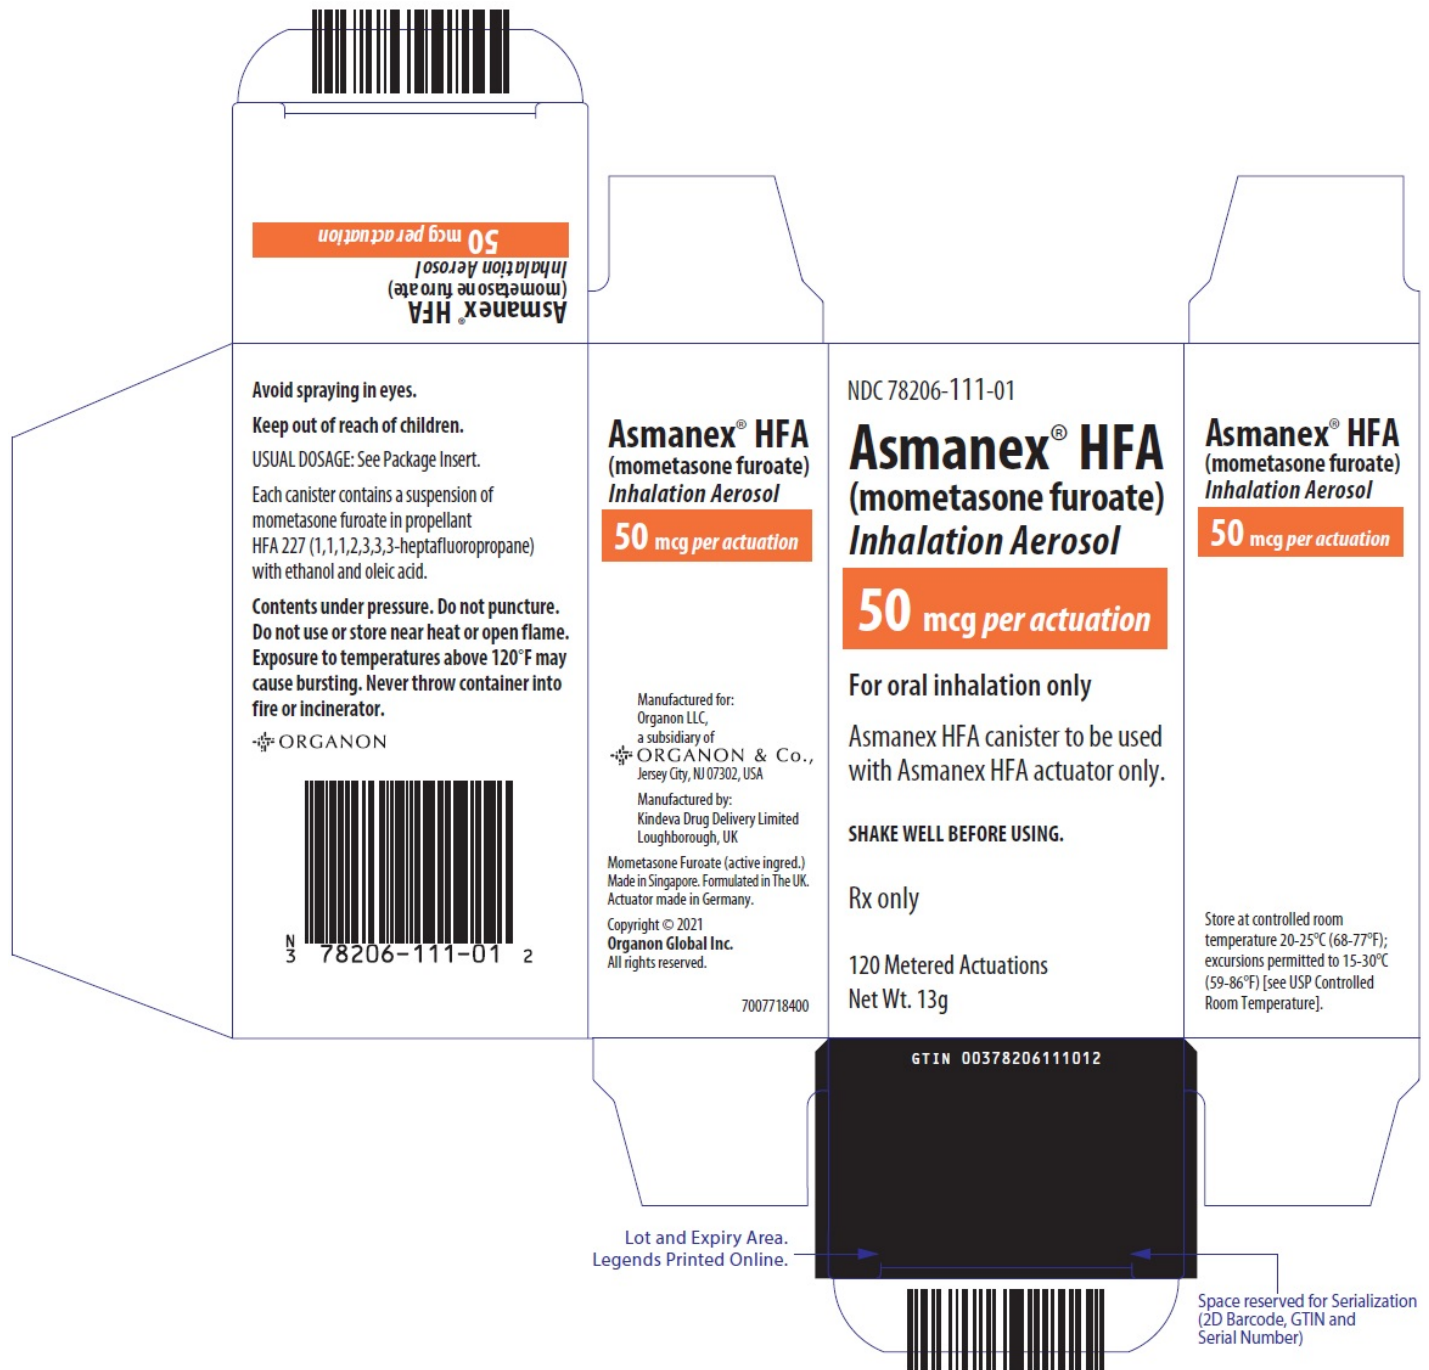 50 mcg per actuation
Asmanex® HFA
(mometasone furoate)
Inhalation Aerosol
Avoid spraying in eyes.
Keep out of reach of children.
USUAL DOSAGE: See Package Insert.
Each canister contains a suspension of
mometasone furoate in propellant
HFA 227 (1,1,1,2,3,3,3-heptafluoropropane)
with ethanol and oleic acid.
Contents under pressure. Do not puncture.
Do not use or store near heat or open flame.
Exposure to temperatures above 120°F may
cause bursting. Never throw container into
fire or incinerator.
ORGANON
N
3 78206-111-01 2
Asmanex® HFA
(mometasone furoate)
Inhalation Aerosol
50 mcg per actuation
Manufactured for:
Organon LLC,
a subsidiary of
ORGANON & Co.,
Jersey City, NJ 07302, USA
Manufactured by:
Kindeva Drug Delivery Limited
Loughborough, UK
Mometasone Furoate (active ingred.)
Made in Singapore. Formulated in The UK.
Actuator made in Germany.
Copyright © 2021
Organon Global Inc.
All rights reserved.
7007718400
NDC 78206-111-01
Asmanex® HFA
(mometasone furoate)
Inhalation Aerosol
50 mcg per actuation
For oral inhalation only
Asmanex HFA canister to be used
with Asmanex HFA actuator only.
SHAKE WELL BEFORE USING.
Rx only
120 Metered Actuations
Net Wt. 13g
Asmanex® HFA
(mometasone furoate)
Inhalation Aerosol
50 mcg per actuation
Store at controlled room
temperature 20-25°C (68-77°F);
excursions permitted to 15-30°C
(59-86°F) [see USP Controlled
Room Temperature].
GTIN 00378206111012
Lot and Expiry Area.
Legends Printed Online.
Space reserved for Serialization
(2D Barcode, GTIN and
Serial Number)